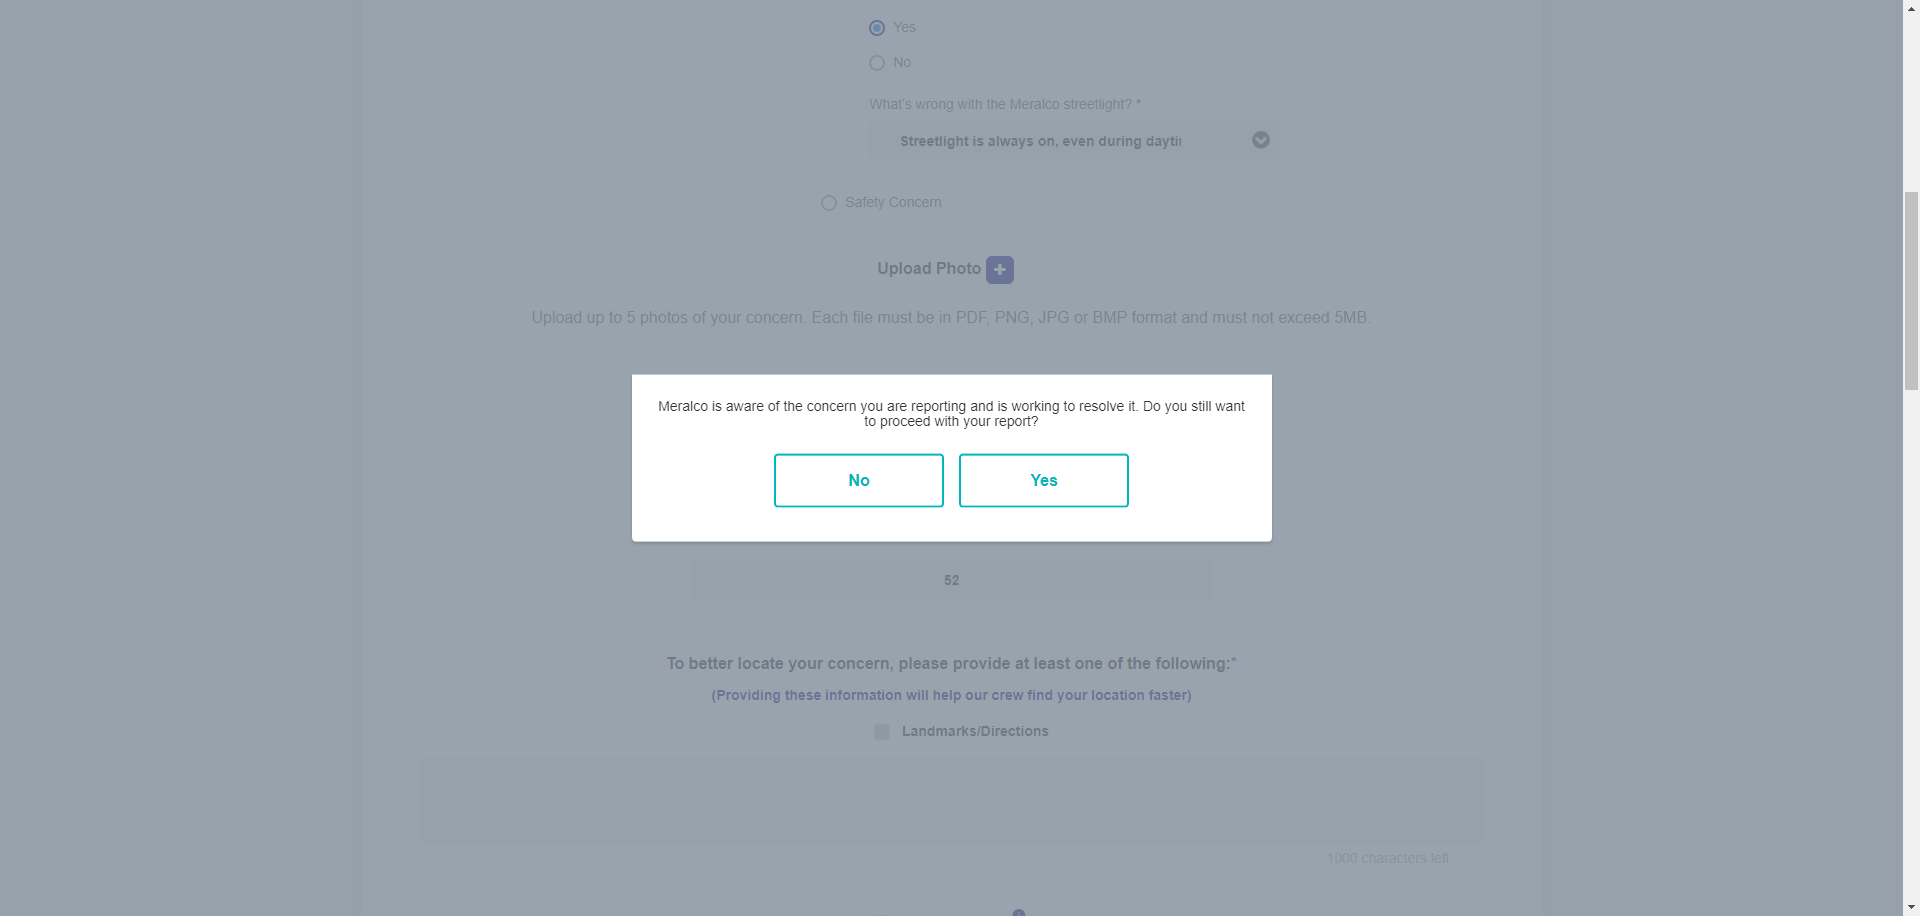 Yes
No
What's wrong with the Meralco streetlight? *
Streetlight is always on, even during dayti
Safety Concern
Upload Photo
Upload up to 5 photos of your concern. Each file must be in PDF, PNG, JPG or BMP format and must not exceed 5MB.
Meralco is aware of the concern you are reporting and is working to resolve it. Do you still want
to proceed with your report?
No Yes
52
To better locate your concern, please provide at least one of the following:*
(Providing these information will help our crew find your location faster)
Landmarks/Directions
1000 characters left